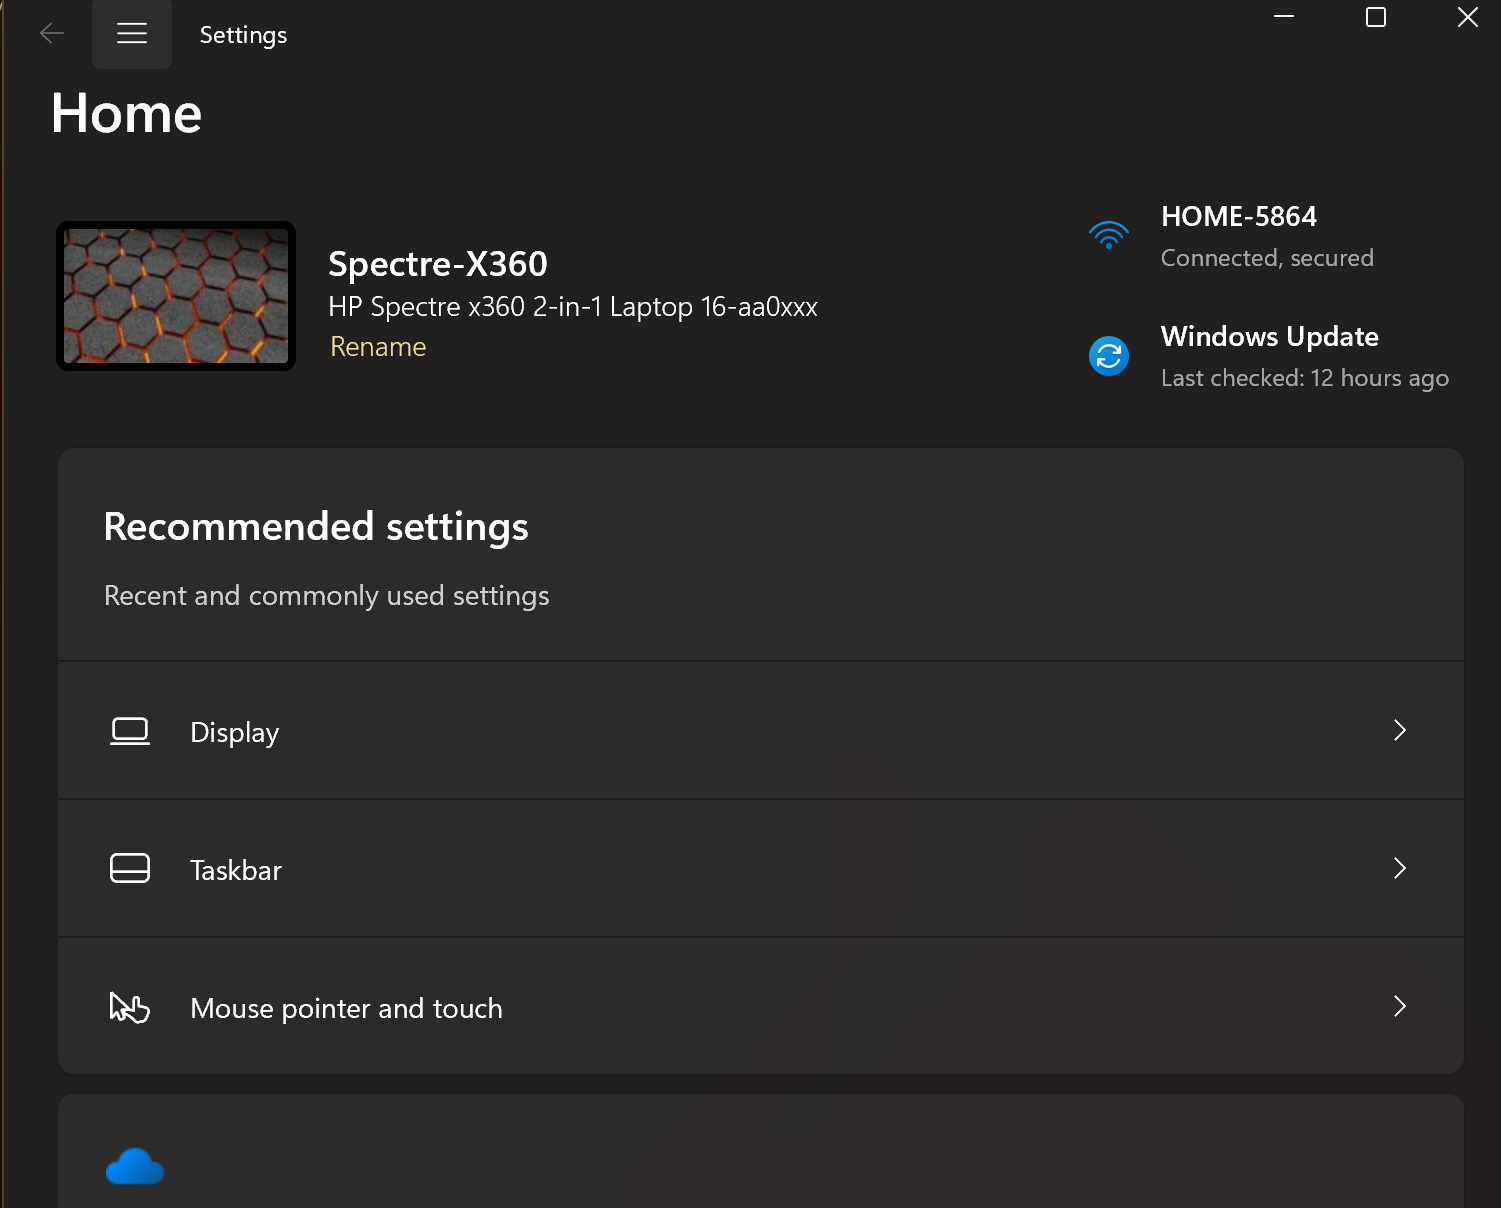 Settings
Home
Spectre-X360
HP Spectre x360 2-in-1 Laptop 16-aa0xxx
Rename
HOME-5864
Connected, secured
Windows Update
Last checked: 12 hours ago
Recommended settings
Recent and commonly used settings
Display
Taskbar
Mouse pointer and touch